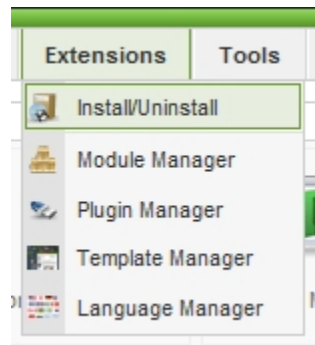 Extensions Tools
Install/Uninstall
Module Manager
Plugin Manager
Template Manager
Language Manager